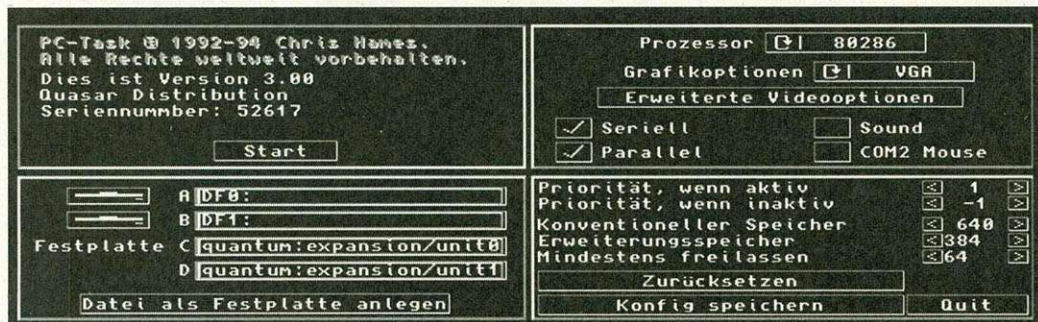 PC-Task © 1992-94 Chris Hames.
Alle Rechte weltweit vorbehalten.
Dies ist Version 3.00
Quasar Distribution
Seriennummber: 52617
Start
Prozessor 80286
Grafikoptionen VGA
Erweiterte Videooptionen
Seriell Sound
Parallel COM2 Mouse
A DF0:
B DF1:
Festplatte C quantum:expansion/unit0
D quantum:expansion/unit1
Datei als Festplatte anlegen
Priorität, wenn aktiv < 1 >
Priorität, wenn inaktiv < -1 >
Konventioneller Speicher < 640 >
Erweiterungsspeicher < 384 >
Mindestens freilassen < 64 >
Zurücksetzen
Konfig speichern Quit